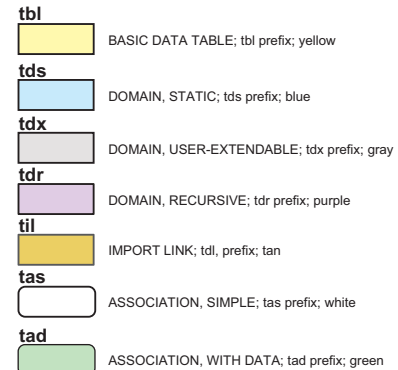 tbl
BASIC DATA TABLE; tbl prefix; yellow
tds
DOMAIN, STATIC; tds prefix; blue
tdx
DOMAIN, USER-EXTENDABLE; tdx prefix; gray
tdr
DOMAIN, RECURSIVE; tdr prefix; purple
til
IMPORT LINK; tdl, prefix; tan
tas
ASSOCIATION, SIMPLE; tas prefix; white
tad
ASSOCIATION, WITH DATA; tad prefix; green